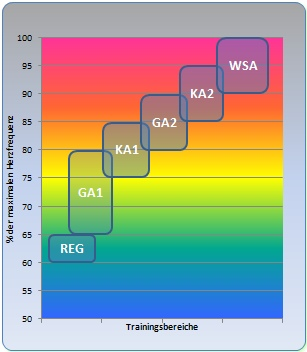 % der maximalen Herzfrequenz
100
95
90
85
80
75
70
65
60
55
50
WSA
KA2
GA2
KA1
GA1
REG
Trainingsbereiche